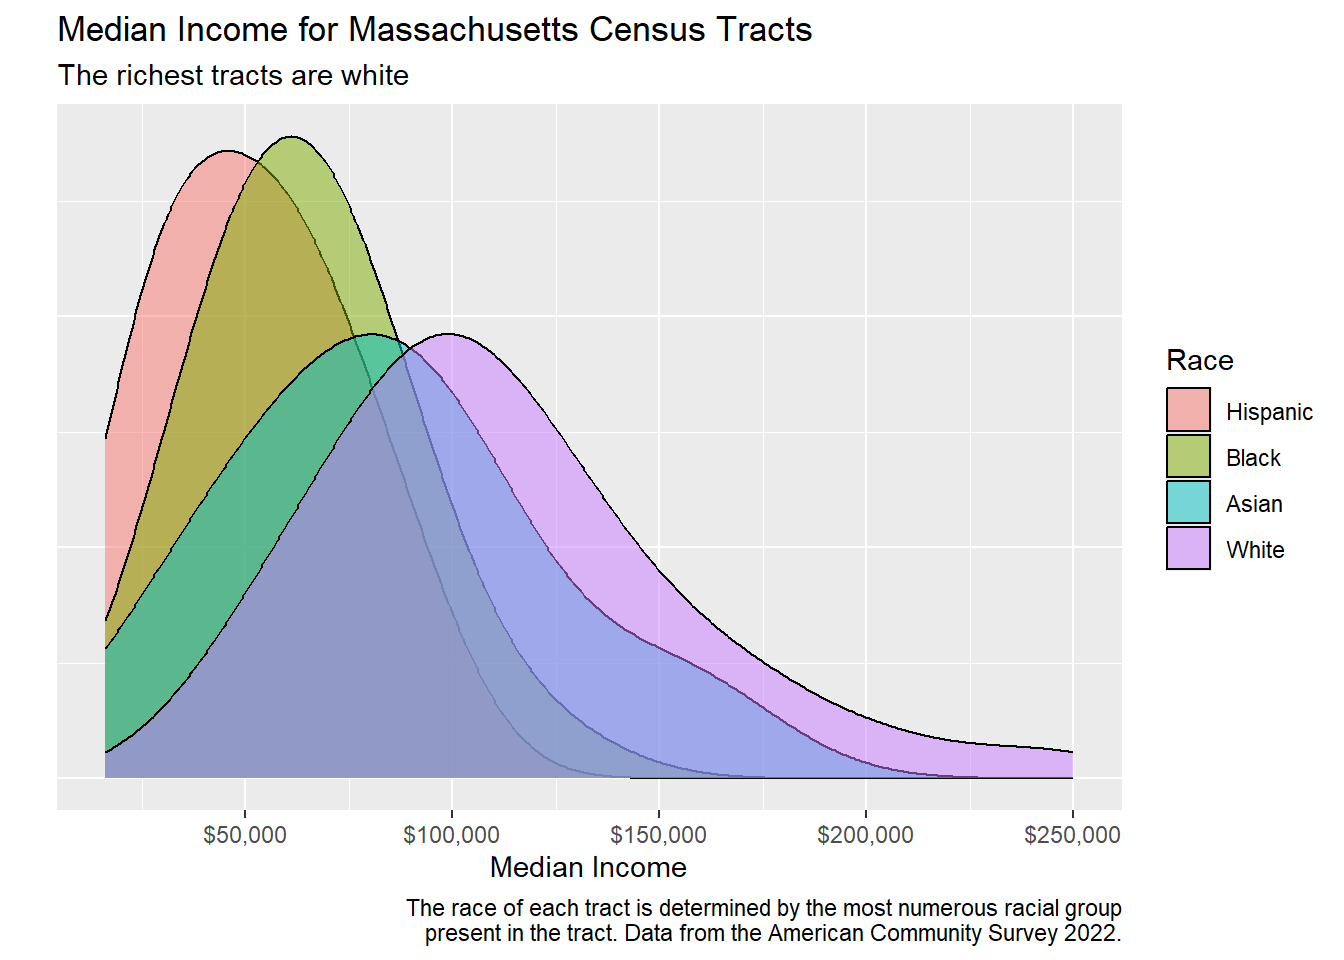 Median Income for Massachusetts Census Tracts
The richest tracts are white
Race
Hispanic
Black
Asian
White
$50,000
$100,000
$150,000
$200,000
$250,000
Median Income
The race of each tract is determined by the most numerous racial group
present in the tract. Data from the American Community Survey 2022.